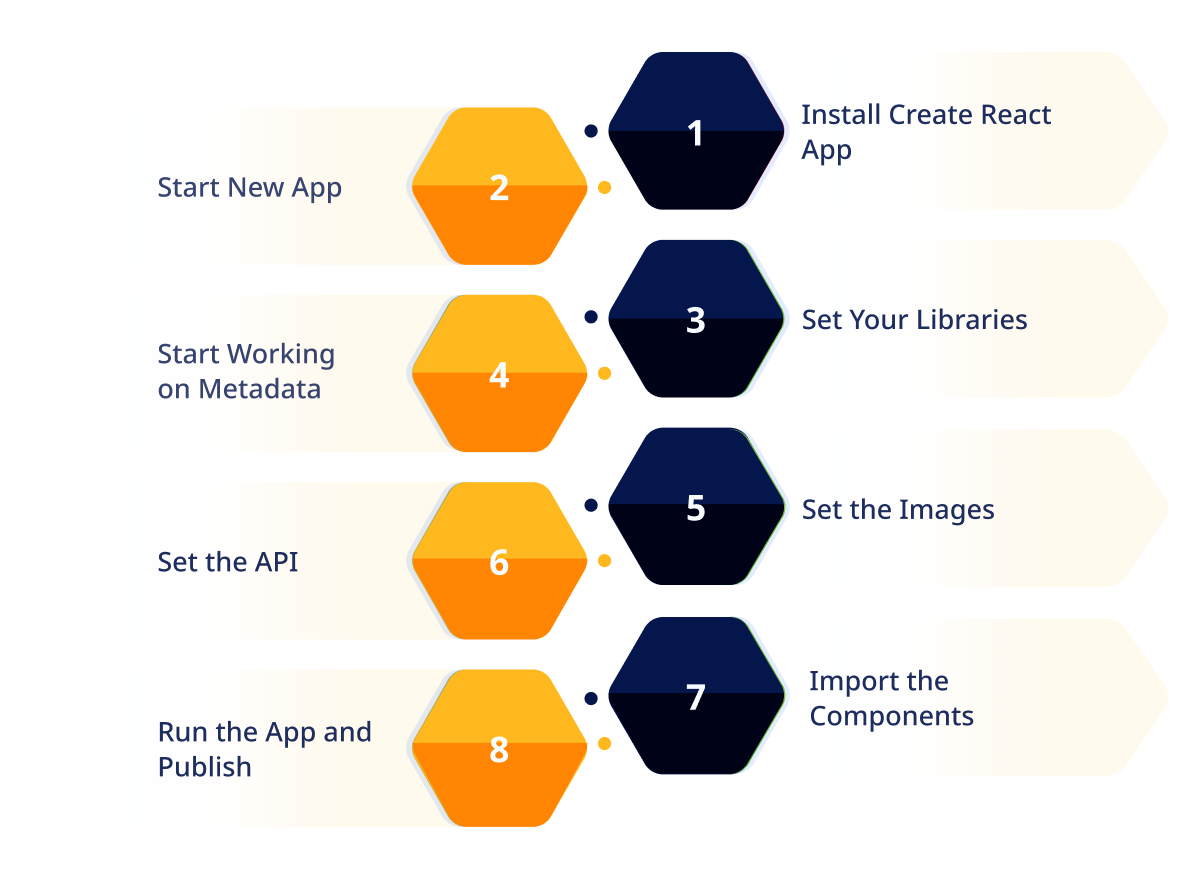 1
Install Create React
App
2
Start New App
3
Set Your Libraries
4
Start Working
on Metadata
5
Set the Images
6
Set the API
7
Import the
Components
8
Run the App and
Publish